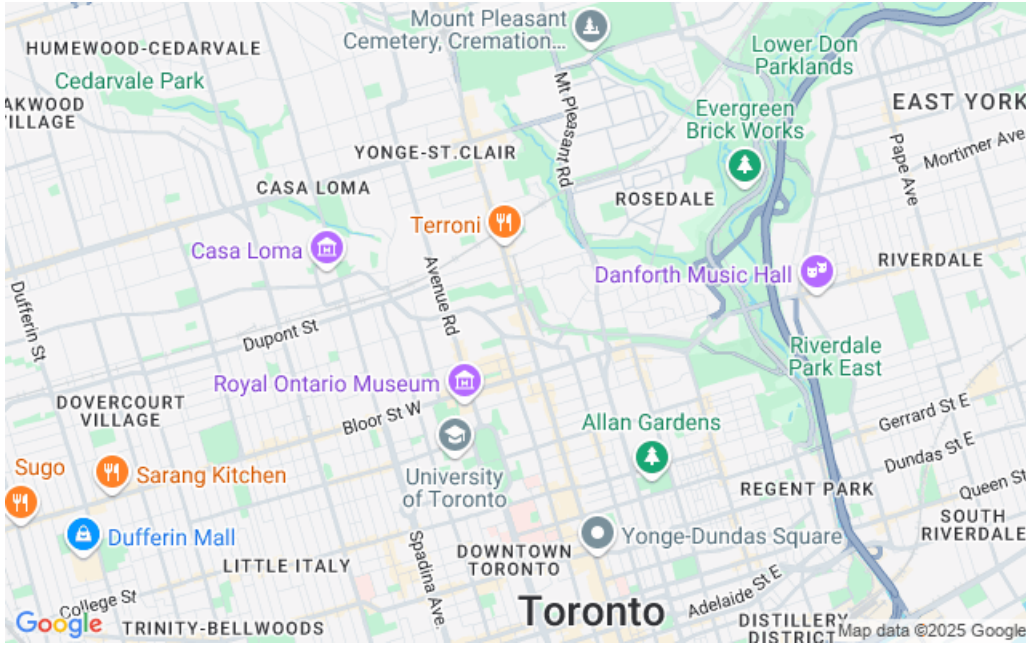 Mount Pleasant
Cemetery, Cremation...
HUMEWOOD-CEDARVALE
Cedarvale Park
Lower Don
Parklands
OAKWOOD
VILLAGE
Mt Pleasant Rd
Evergreen
Brick Works
EAST YORK
Pape Ave
Mortimer Ave
YONGE-ST.CLAIR
CASA LOMA
ROSEDALE
Terroni
Casa Loma
Avenue Rd
Danforth Music Hall
RIVERDALE
Dufferin St
Dupont St
Riverdale
Park East
Royal Ontario Museum
DOVERCOURT
VILLAGE
Bloor St W
Allan Gardens
Gerrard St E
Sugo
Sarang Kitchen
University
of Toronto
Dundas St E
Queen St
REGENT PARK
SOUTH
RIVERDALE
Dufferin Mall
Spadina Ave.
Yonge-Dundas Square
LITTLE ITALY
DOWNTOWN
TORONTO
College St
Adelaide St E
Toronto
Google
TRINITY-BELLWOODS
DISTILLERY
DISTRICT
Map data ©2025 Google